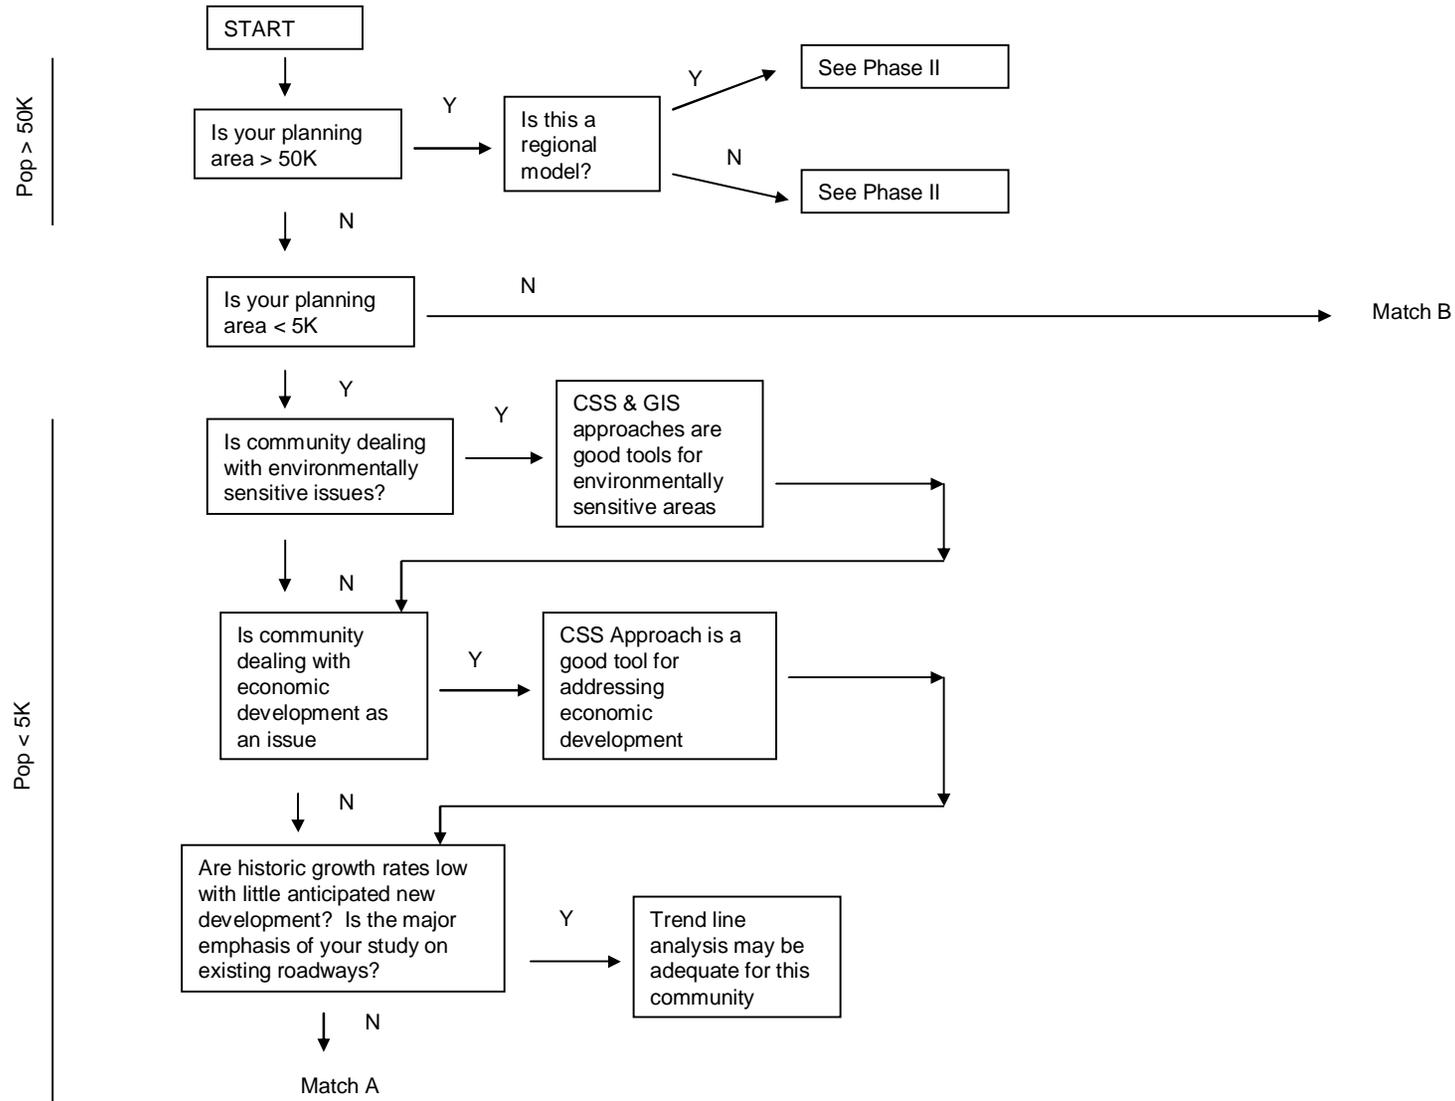 START
Pop > 50K
Y
See Phase II
Is your planning
area > 50K
Y
Is this a
regional
model?
N
See Phase II
N
Is your planning
area < 5K
N
Match B
Y
Pop < 5K
Is community dealing
with environmentally
sensitive issues?
Y
CSS & GIS
approaches are
good tools for
environmentally
sensitive areas
N
Is community
dealing with
economic
development as
an issue
Y
CSS Approach is a
good tool for
addressing
economic
development
N
Are historic growth rates low
with little anticipated new
development?  Is the major
emphasis of your study on
existing roadways?
Y
Trend line
analysis may be
adequate for this
community
N
Match A